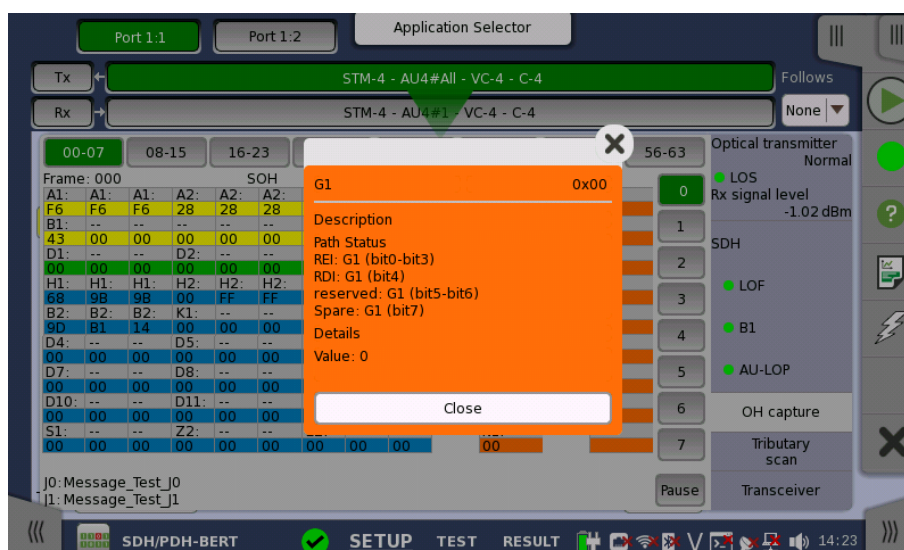 Port 1:1
Port 1:2
Application Selector
Tx
STM-4 - AU4#All - VC-4 - C-4
Follows
Rx
STM-4 - AU4#1 - VC-4 - C-4
None
00-07
08-15
16-23
56-63
Frame: 000
SOH
A1: A1: A1: A2: A2: A2:
F6 F6 F6 28 28 28
B1: -- -- -- -- --
43 00 00 00 00 00
D1: -- -- D2: -- --
00 00 00 00 00 00
H1: H1: H1: H2: H2: H2:
68 9B 9B 00 FF FF
B2: B2: B2: K1: -- --
9D B1 14 00 00 00
D4: -- -- D5: -- --
00 00 00 00 00 00
D7: -- -- D8: -- --
00 00 00 00 00 00
D10: -- -- D11: -- --
00 00 00 00 00 00
S1: -- -- Z2: -- --
00 00 00 00 00 00 00 00 00 00
J0: Message_Test_J0
J1: Message_Test_J1
G1 0x00
Description
Path Status
REI: G1 (bit0-bit3)
RDI: G1 (bit4)
reserved: G1 (bit5-bit6)
Spare: G1 (bit7)
Details
Value: 0
Close
0
1
2
3
4
5
6
7
Pause
Optical transmitter
Normal
LOS
Rx signal level
-1.02 dBm
SDH
LOF
B1
AU-LOP
OH capture
Tributary
scan
Transceiver
SDH/PDH-BERT
SETUP
TEST
RESULT
14:23